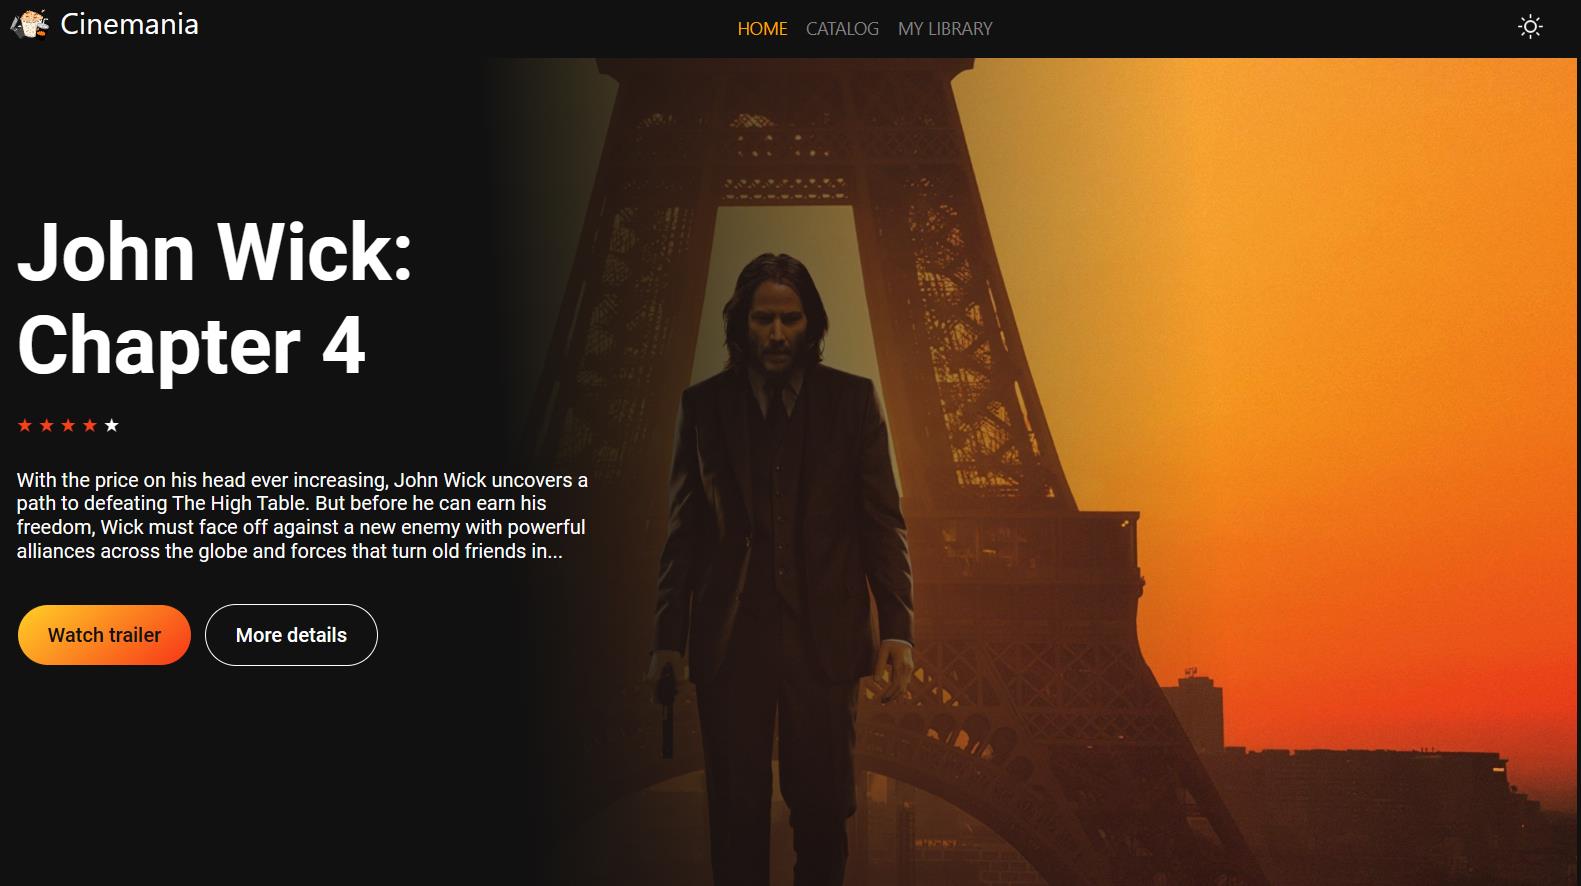 Cinemania
HOME CATALOG MY LIBRARY
John Wick:
Chapter 4
With the price on his head ever increasing, John Wick uncovers a
path to defeating The High Table. But before he can earn his
freedom, Wick must face off against a new enemy with powerful
alliances across the globe and forces that turn old friends in...
Watch trailer
More details